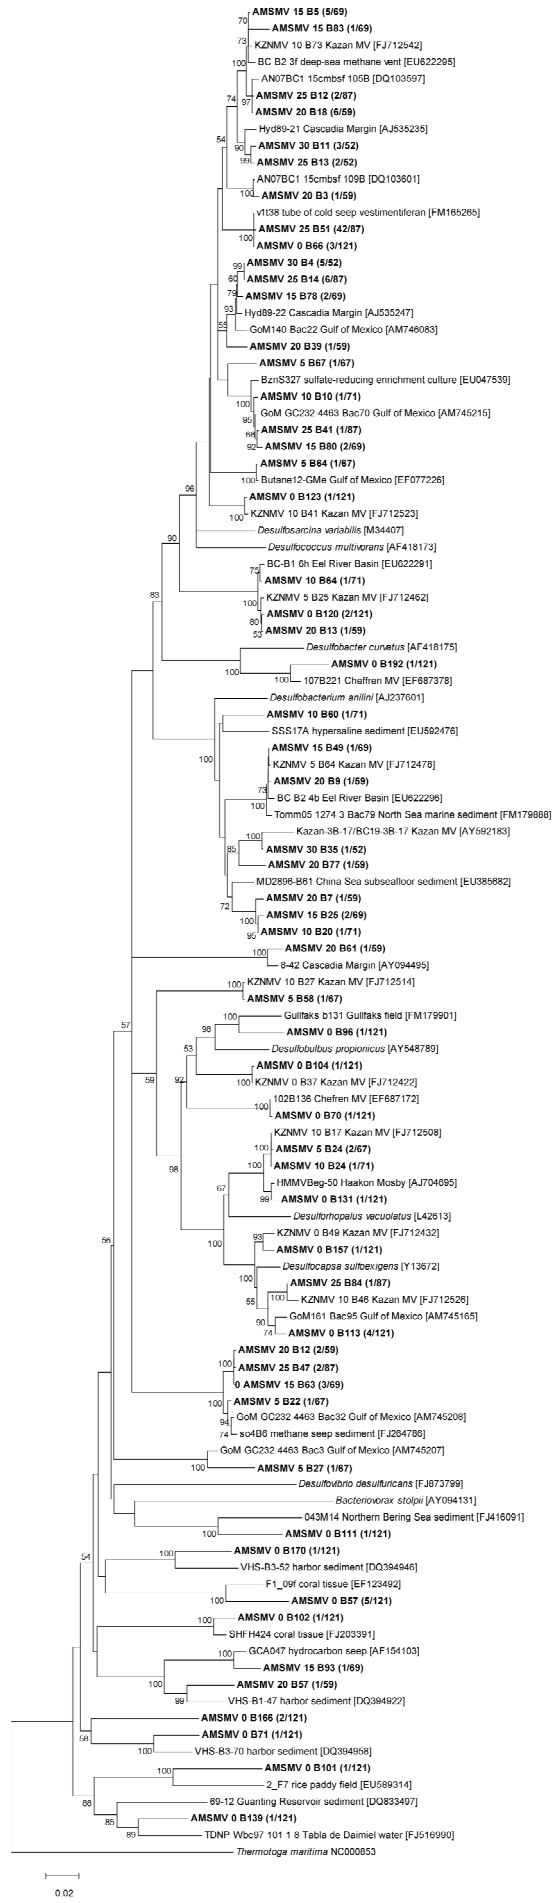 AMSMV 15 B5 (5/69)
70
AMSMV 15 B83 (1/69)
73
KZNMV 10 B73 Kazan MV [FJ712542]
100
BC B2 3f deep-sea methane vent [EU622295]
AN07BC1 15cmbsf 105B [DQ103597]
AMSMV 25 B12 (2/87)
74
97
AMSMV 20 B18 (6/59)
Hyd89-21 Cascadia Margin [AJ535235]
54
90
AMSMV 30 B11 (3/52)
99
AMSMV 25 B13 (2/52)
AN07BC1 15cmbsf 109B [DQ103601]
100
AMSMV 20 B3 (1/59)
v1t38 tube of cold seep vestimentiferan [FM165265]
AMSMV 25 B51 (42/87)
100
AMSMV 0 B66 (3/121)
99
AMSMV 30 B4 (5/52)
60
AMSMV 25 B14 (6/87)
79
AMSMV 15 B78 (2/69)
93
Hyd89-22 Cascadia Margin [AJ535247]
55
GoM140 Bac22 Gulf of Mexico [AM746083]
AMSMV 20 B39 (1/59)
AMSMV 5 B67 (1/67)
BznS327 sulfate-reducing enrichment culture [EU047539]
100
AMSMV 10 B10 (1/71)
95
GoM GC232 4463 Bac70 Gulf of Mexico [AM745215]
68
AMSMV 25 B41 (1/87)
92
AMSMV 15 B80 (2/69)
AMSMV 5 B64 (1/67)
100
Butane12-GMe Gulf of Mexico [EF077226]
96
AMSMV 0 B123 (1/121)
100
KZNMV 10 B41 Kazan MV [FJ712523]
Desulfosarcina variabilis [M34407]
90
Desulfococcus multivorans [AF418173]
75
BC-B1 6h Eel River Basin [EU622291]
AMSMV 10 B64 (1/71)
83
100
KZNMV 5 B25 Kazan MV [FJ712462]
80
AMSMV 0 B120 (2/121)
53
AMSMV 20 B13 (1/59)
Desulfobacter curvatus [AF418175]
AMSMV 0 B192 (1/121)
100
100
107B221 Cheffren MV [EF687378]
Desulfobacterium anilini [AJ237601]
AMSMV 10 B60 (1/71)
SSS17A hypersaline sediment [EU592476]
100
AMSMV 15 B49 (1/69)
KZNMV 5 B64 Kazan MV [FJ712478]
AMSMV 20 B9 (1/59)
73
BC B2 4b Eel River Basin [EU622296]
100
Tomm05 1274 3 Bac79 North Sea marine sediment [FM179888]
Kazan-3B-17/BC19-3B-17 Kazan MV [AY592183]
100
85
AMSMV 30 B35 (1/52)
AMSMV 20 B77 (1/59)
MD2896-B61 China Sea subseafloor sediment [EU385682]
72
AMSMV 20 B7 (1/59)
100
AMSMV 15 B25 (2/69)
95
AMSMV 10 B20 (1/71)
100
AMSMV 20 B61 (1/59)
8-42 Cascadia Margin [AY094495]
100
KZNMV 10 B27 Kazan MV [FJ712514]
AMSMV 5 B58 (1/67)
57
98
100
Gullfaks b131 Gullfaks field [FM179901]
AMSMV 0 B96 (1/121)
53
Desulfobulbus propionicus [AY548789]
59
92
AMSMV 0 B104 (1/121)
100
KZNMV 0 B37 Kazan MV [FJ712422]
102B136 Chefren MV [EF687172]
100
AMSMV 0 B70 (1/121)
KZNMV 10 B17 Kazan MV [FJ712508]
100
AMSMV 5 B24 (2/67)
98
100
AMSMV 10 B24 (1/71)
67
HMMVBeg-50 Haakon Mosby [AJ704695]
99
AMSMV 0 B131 (1/121)
Desulforhopalus vacuolatus [L42613]
93
KZNMV 0 B49 Kazan MV [FJ712432]
56
100
AMSMV 0 B157 (1/121)
Desulfocapsa sulfoexigens [Y13672]
AMSMV 25 B84 (1/87)
55
100
KZNMV 10 B46 Kazan MV [FJ712526]
90
GoM161 Bac95 Gulf of Mexico [AM745165]
74
AMSMV 0 B113 (4/121)
AMSMV 20 B12 (2/59)
100
AMSMV 25 B47 (2/87)
0 AMSMV 15 B63 (3/69)
100
AMSMV 5 B22 (1/67)
94
GoM GC232 4463 Bac32 Gulf of Mexico [AM745208]
74
so4B6 methane seep sediment [FJ264786]
GoM GC232 4463 Bac3 Gulf of Mexico [AM745207]
100
AMSMV 5 B27 (1/67)
Desulfovibrio desulfuricans [FJ873799]
Bacteriovorax stolpii [AY094131]
043M14 Northern Bering Sea sediment [FJ416091]
100
AMSMV 0 B111 (1/121)
54
100
AMSMV 0 B170 (1/121)
VHS-B3-52 harbor sediment [DQ394946]
F1_09f coral tissue [EF123492]
100
AMSMV 0 B57 (5/121)
100
AMSMV 0 B102 (1/121)
SHFH424 coral tissue [FJ203391]
GCA047 hydrocarbon seep [AF154103]
100
100
AMSMV 15 B93 (1/69)
AMSMV 20 B57 (1/59)
99
VHS-B1-47 harbor sediment [DQ394922]
AMSMV 0 B166 (2/121)
58
AMSMV 0 B71 (1/121)
100
VHS-B3-70 harbor sediment [DQ394958]
AMSMV 0 B101 (1/121)
100
2_F7 rice paddy field [EU589314]
88
69-12 Guanting Reservoir sediment [DQ833497]
85
AMSMV 0 B139 (1/121)
89
TDNP Wbc97 101 1 8 Tabla de Daimiel water [FJ516990]
Thermotoga maritima NC000853
0.02